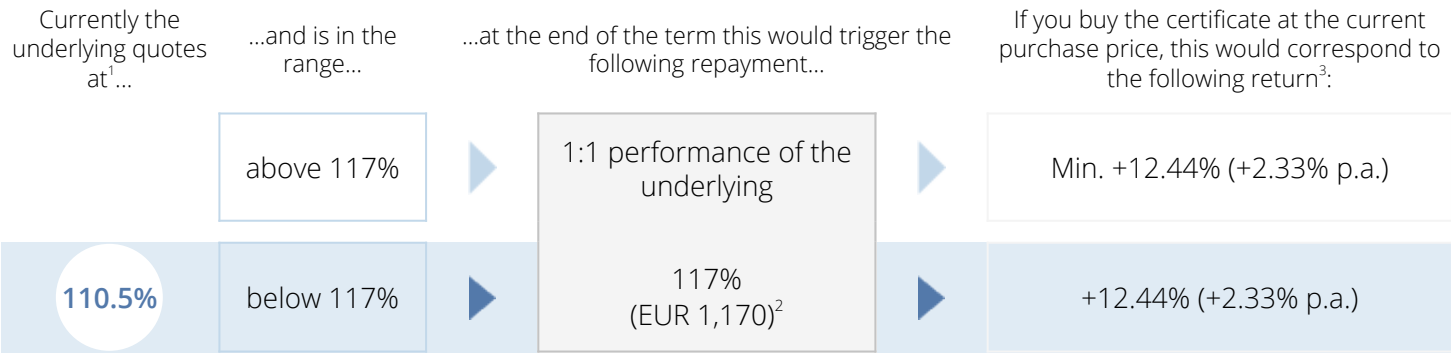 Currently the
underlying quotes
at¹...
...and is in the
range...
...at the end of the term this would trigger the
following repayment...
If you buy the certificate at the current
purchase price, this would correspond to
the following return³:
above 117%
1:1 performance of the
underlying
Min. +12.44% (+2.33% p.a.)
110.5%
below 117%
117%
(EUR 1,170)²
+12.44% (+2.33% p.a.)